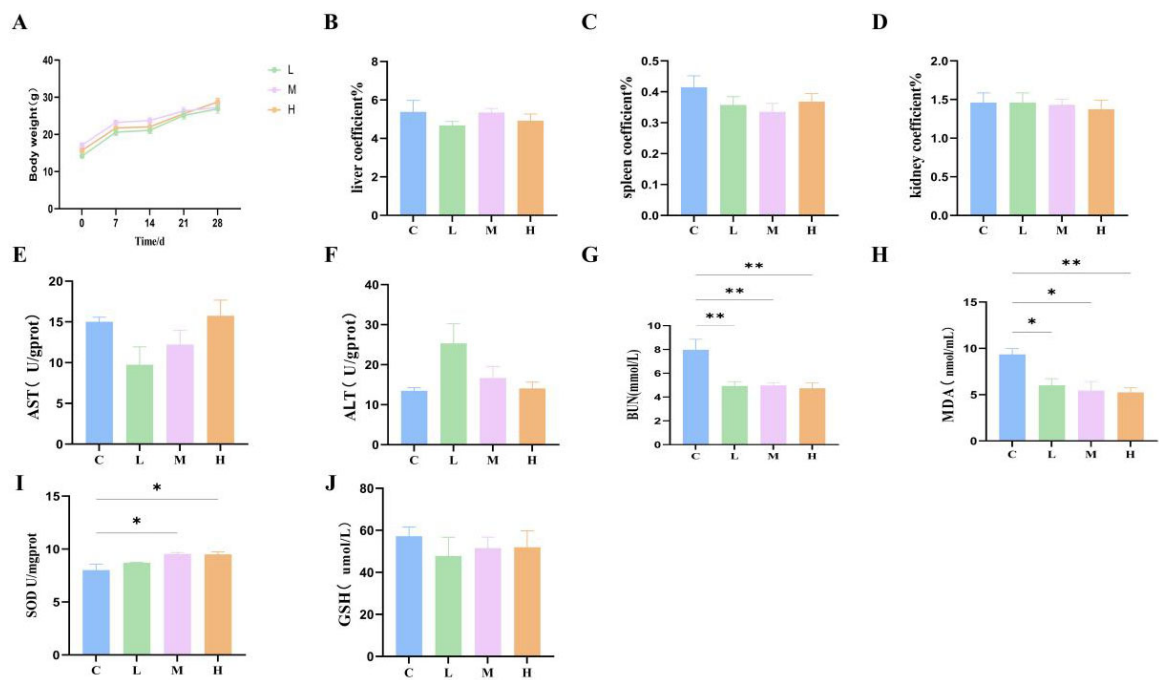 A
B
C
D
Body weight(g)
40
30
20
10
0
0 7 14 21 28
Time/d
L
M
H
liver coefficient%
8
6
4
2
0
C L M H
spleen coefficient%
0.5
0.4
0.3
0.2
0.1
0.0
C L M H
kidney coefficient%
2.0
1.5
1.0
0.5
0.0
C L M H
E
F
G
H
AST( U/gprot)
20
15
10
5
0
C L M H
ALT( U/gprot)
40
30
20
10
0
C L M H
**
**
**
BUN(mmol/L)
10
8
6
4
2
0
C L M H
**
*
*
MDA( nmol/mL)
15
10
5
0
C L M H
I
J
*
*
SOD U/mgprot
15
10
5
0
C L M H
GSH( umol/L)
80
60
40
20
0
C L M H